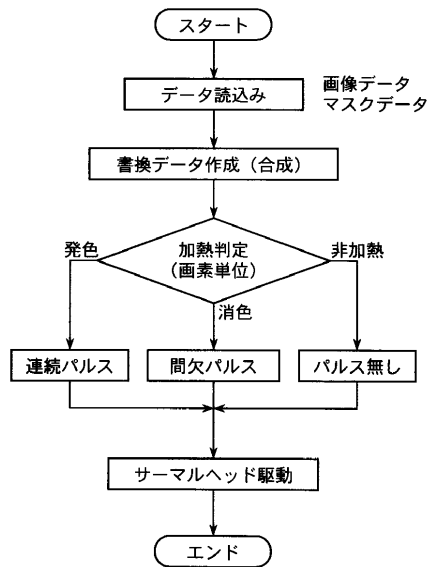 スタート
データ読込み
画像データ
マスクデータ
書換データ作成（合成）
発色
加熱判定
（画素単位）
非加熱
消色
連続パルス
間欠パルス
パルス無し
サーマルヘッド駆動
エンド